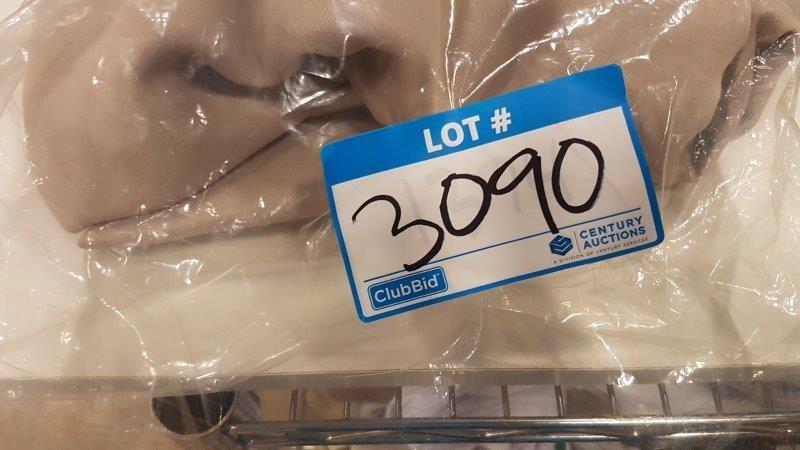 LOT #
3090
CENTURY
AUCTIONS
A DIVISION OF CENTURY SERVICES
ClubBid